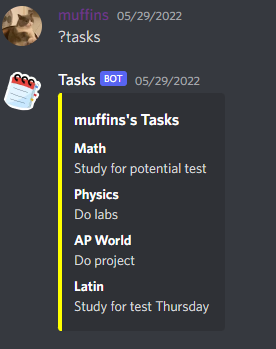 muffins 05/29/2022
?tasks
Tasks BOT 05/29/2022
muffins's Tasks
Math
Study for potential test
Physics
Do labs
AP World
Do project
Latin
Study for test Thursday